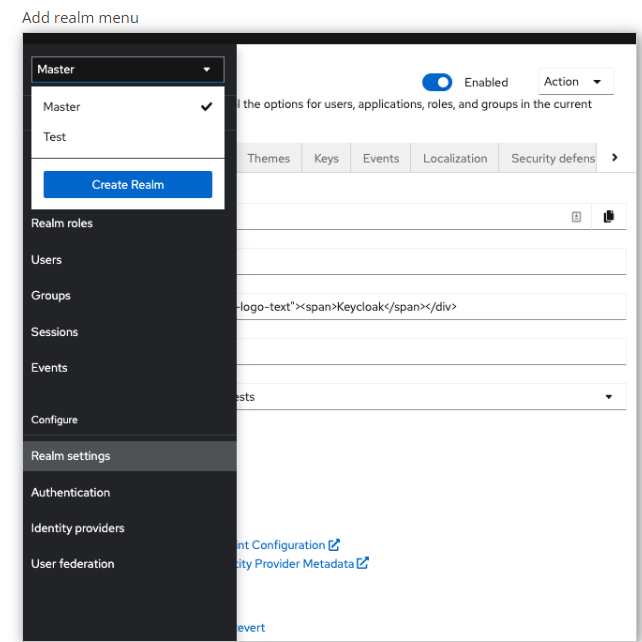 Add realm menu
Master
Enabled
Action
Master
l the options for users, applications, roles, and groups in the current
Test
Themes
Keys
Events
Localization
Security defens
Create Realm
Realm roles
Users
Groups
-logo-text"><span>Keycloak</span></div>
Sessions
Events
ests
Configure
Realm settings
Authentication
Identity providers
int Configuration
User federation
tity Provider Metadata
evert